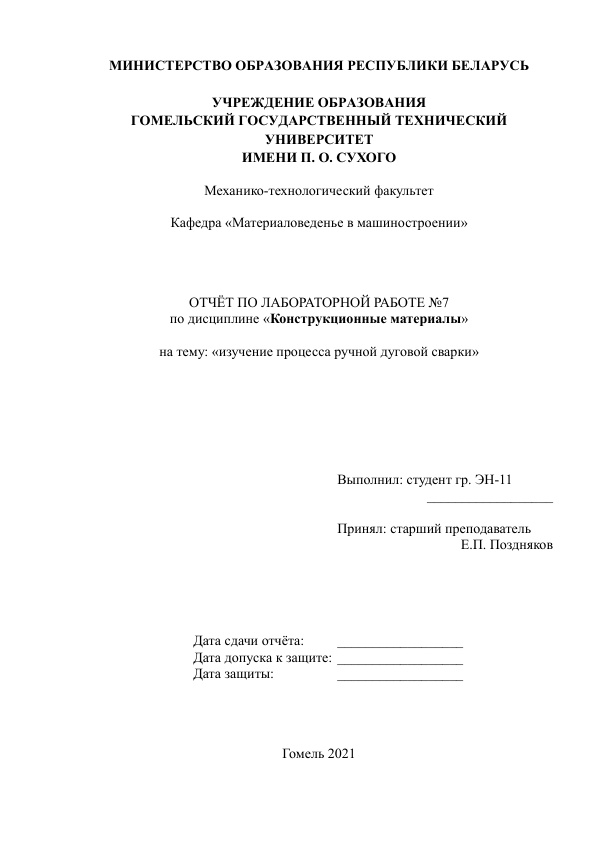 МИНИСТЕРСТВО ОБРАЗОВАНИЯ РЕСПУБЛИКИ БЕЛАРУСЬ
УЧРЕЖДЕНИЕ ОБРАЗОВАНИЯ
ГОМЕЛЬСКИЙ ГОСУДАРСТВЕННЫЙ ТЕХНИЧЕСКИЙ
УНИВЕРСИТЕТ
ИМЕНИ П. О. СУХОГО
Механико-технологический факультет
Кафедра «Материаловеденье в машиностроении»
ОТЧЁТ ПО ЛАБОРАТОРНОЙ РАБОТЕ №7
по дисциплине «Конструкционные материалы»
на тему: «изучение процесса ручной дуговой сварки»
Выполнил: студент гр. ЭН-11
__________________
Принял: старший преподаватель
Е.П. Поздняков
Дата сдачи отчёта: __________________
Дата допуска к защите: __________________
Дата защиты: __________________
Гомель 2021